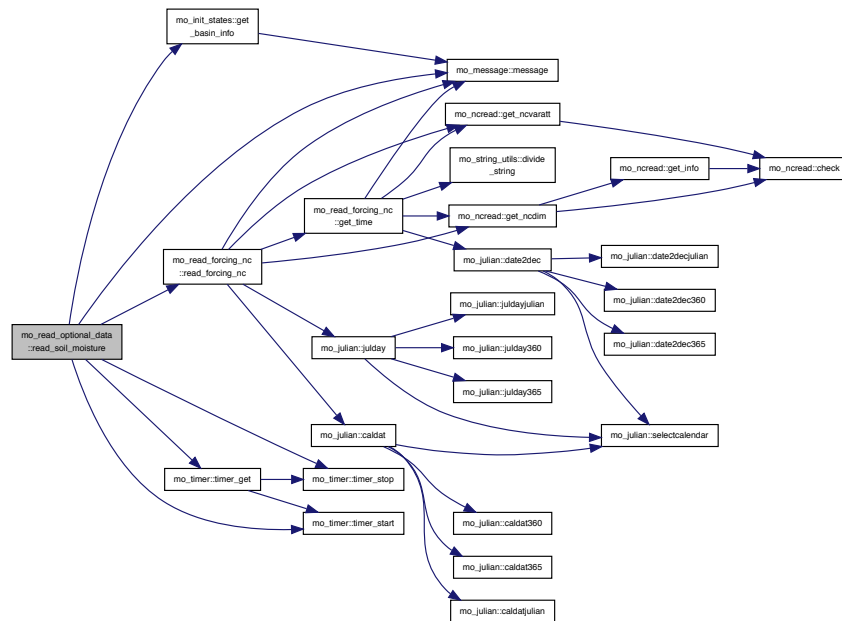 mo_init_states::get
_basin_info
mo_message::message
mo_ncread::get_ncvaratt
mo_string_utils::divide
_string
mo_ncread::get_info
mo_ncread::check
mo_read_forcing_nc
::get_time
mo_ncread::get_ncdim
mo_read_forcing_nc
::read_forcing_nc
mo_julian::date2dec
mo_julian::date2decjulian
mo_julian::date2dec360
mo_julian::juldayjulian
mo_read_optional_data
::read_soil_moisture
mo_julian::julday
mo_julian::julday360
mo_julian::date2dec365
mo_julian::julday365
mo_julian::caldat
mo_julian::selectcalendar
mo_timer::timer_get
mo_timer::timer_stop
mo_timer::timer_start
mo_julian::caldat360
mo_julian::caldat365
mo_julian::caldatjulian